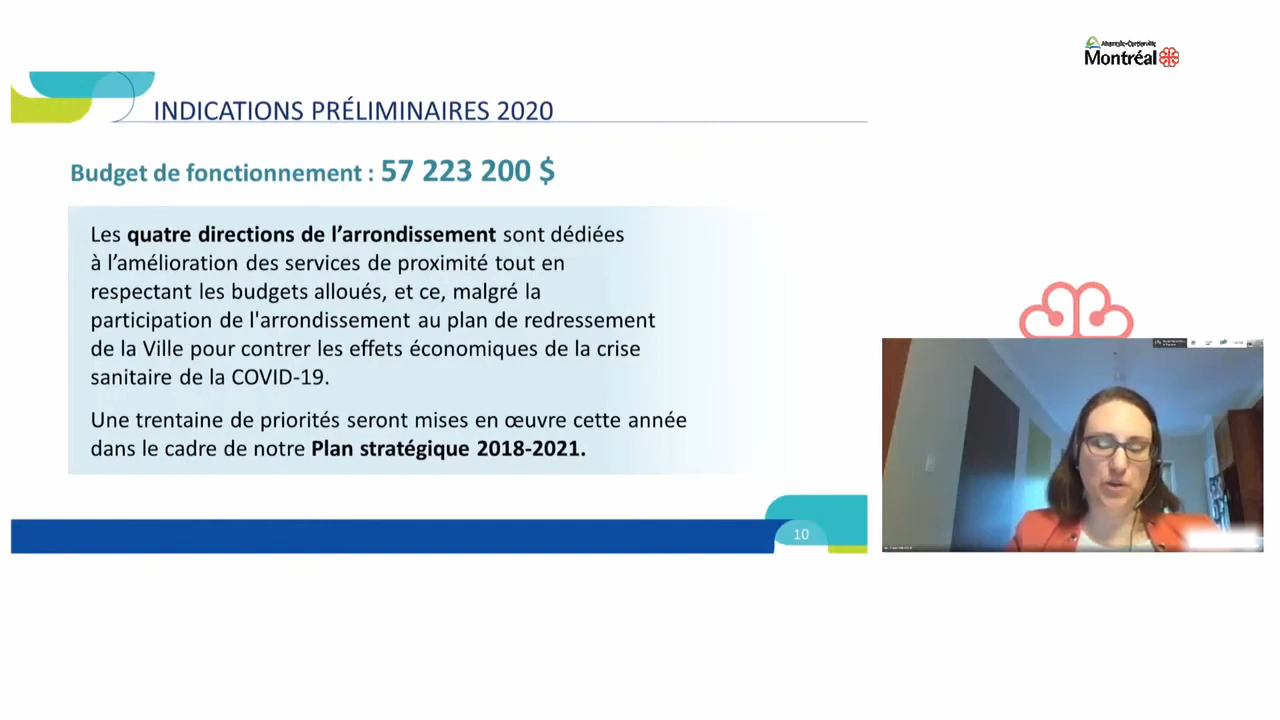 Ahuntsic-Cartierville
Montréal
INDICATIONS PRÉLIMINAIRES 2020
Budget de fonctionnement : 57 223 200 $
Les quatre directions de l’arrondissement sont dédiées
à l’amélioration des services de proximité tout en
respectant les budgets alloués, et ce, malgré la
participation de l'arrondissement au plan de redressement
de la Ville pour contrer les effets économiques de la crise
sanitaire de la COVID-19.
Une trentaine de priorités seront mises en œuvre cette année
dans le cadre de notre Plan stratégique 2018-2021.
10